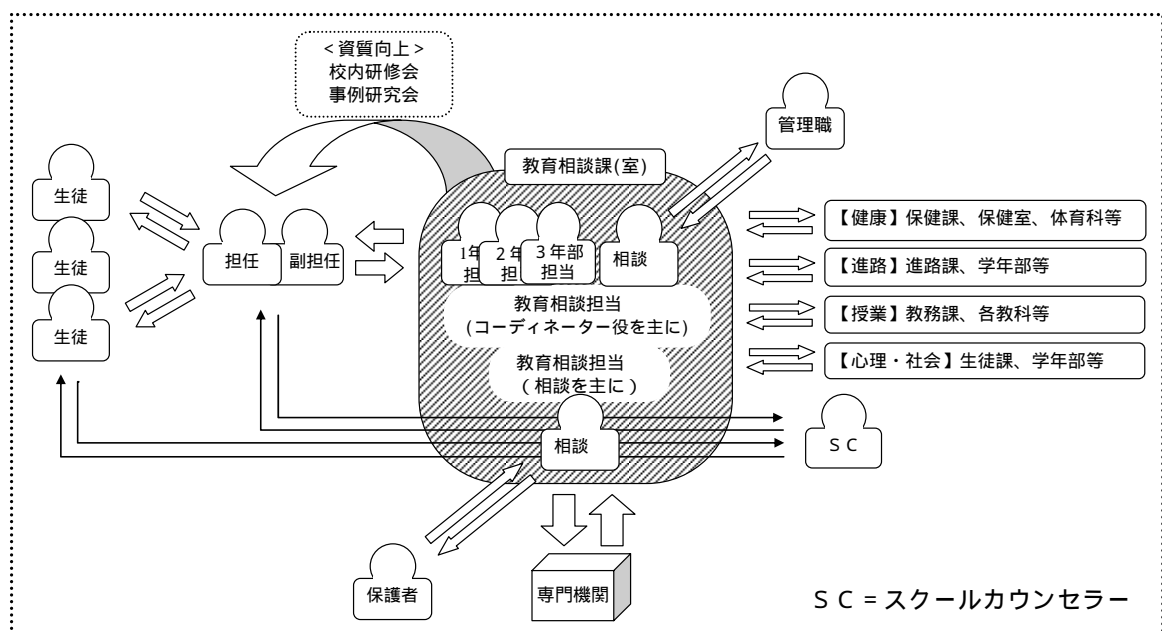 <資質向上>
校内研修会
事例研究会
管理職
教育相談課(室)
生徒
生徒
生徒
担任
副担任
1年
担
２年
担
３年部
担当
相談
教育相談担当
(コーディネーター役を主に)
教育相談担当
(相談を主に)
相談
【健康】保健課、保健室、体育科等
【進路】進路課、学年部等
【授業】教務課、各教科等
【心理・社会】生徒課、学年部等
ＳＣ
保護者
専門機関
ＳＣ=スクールカウンセラー